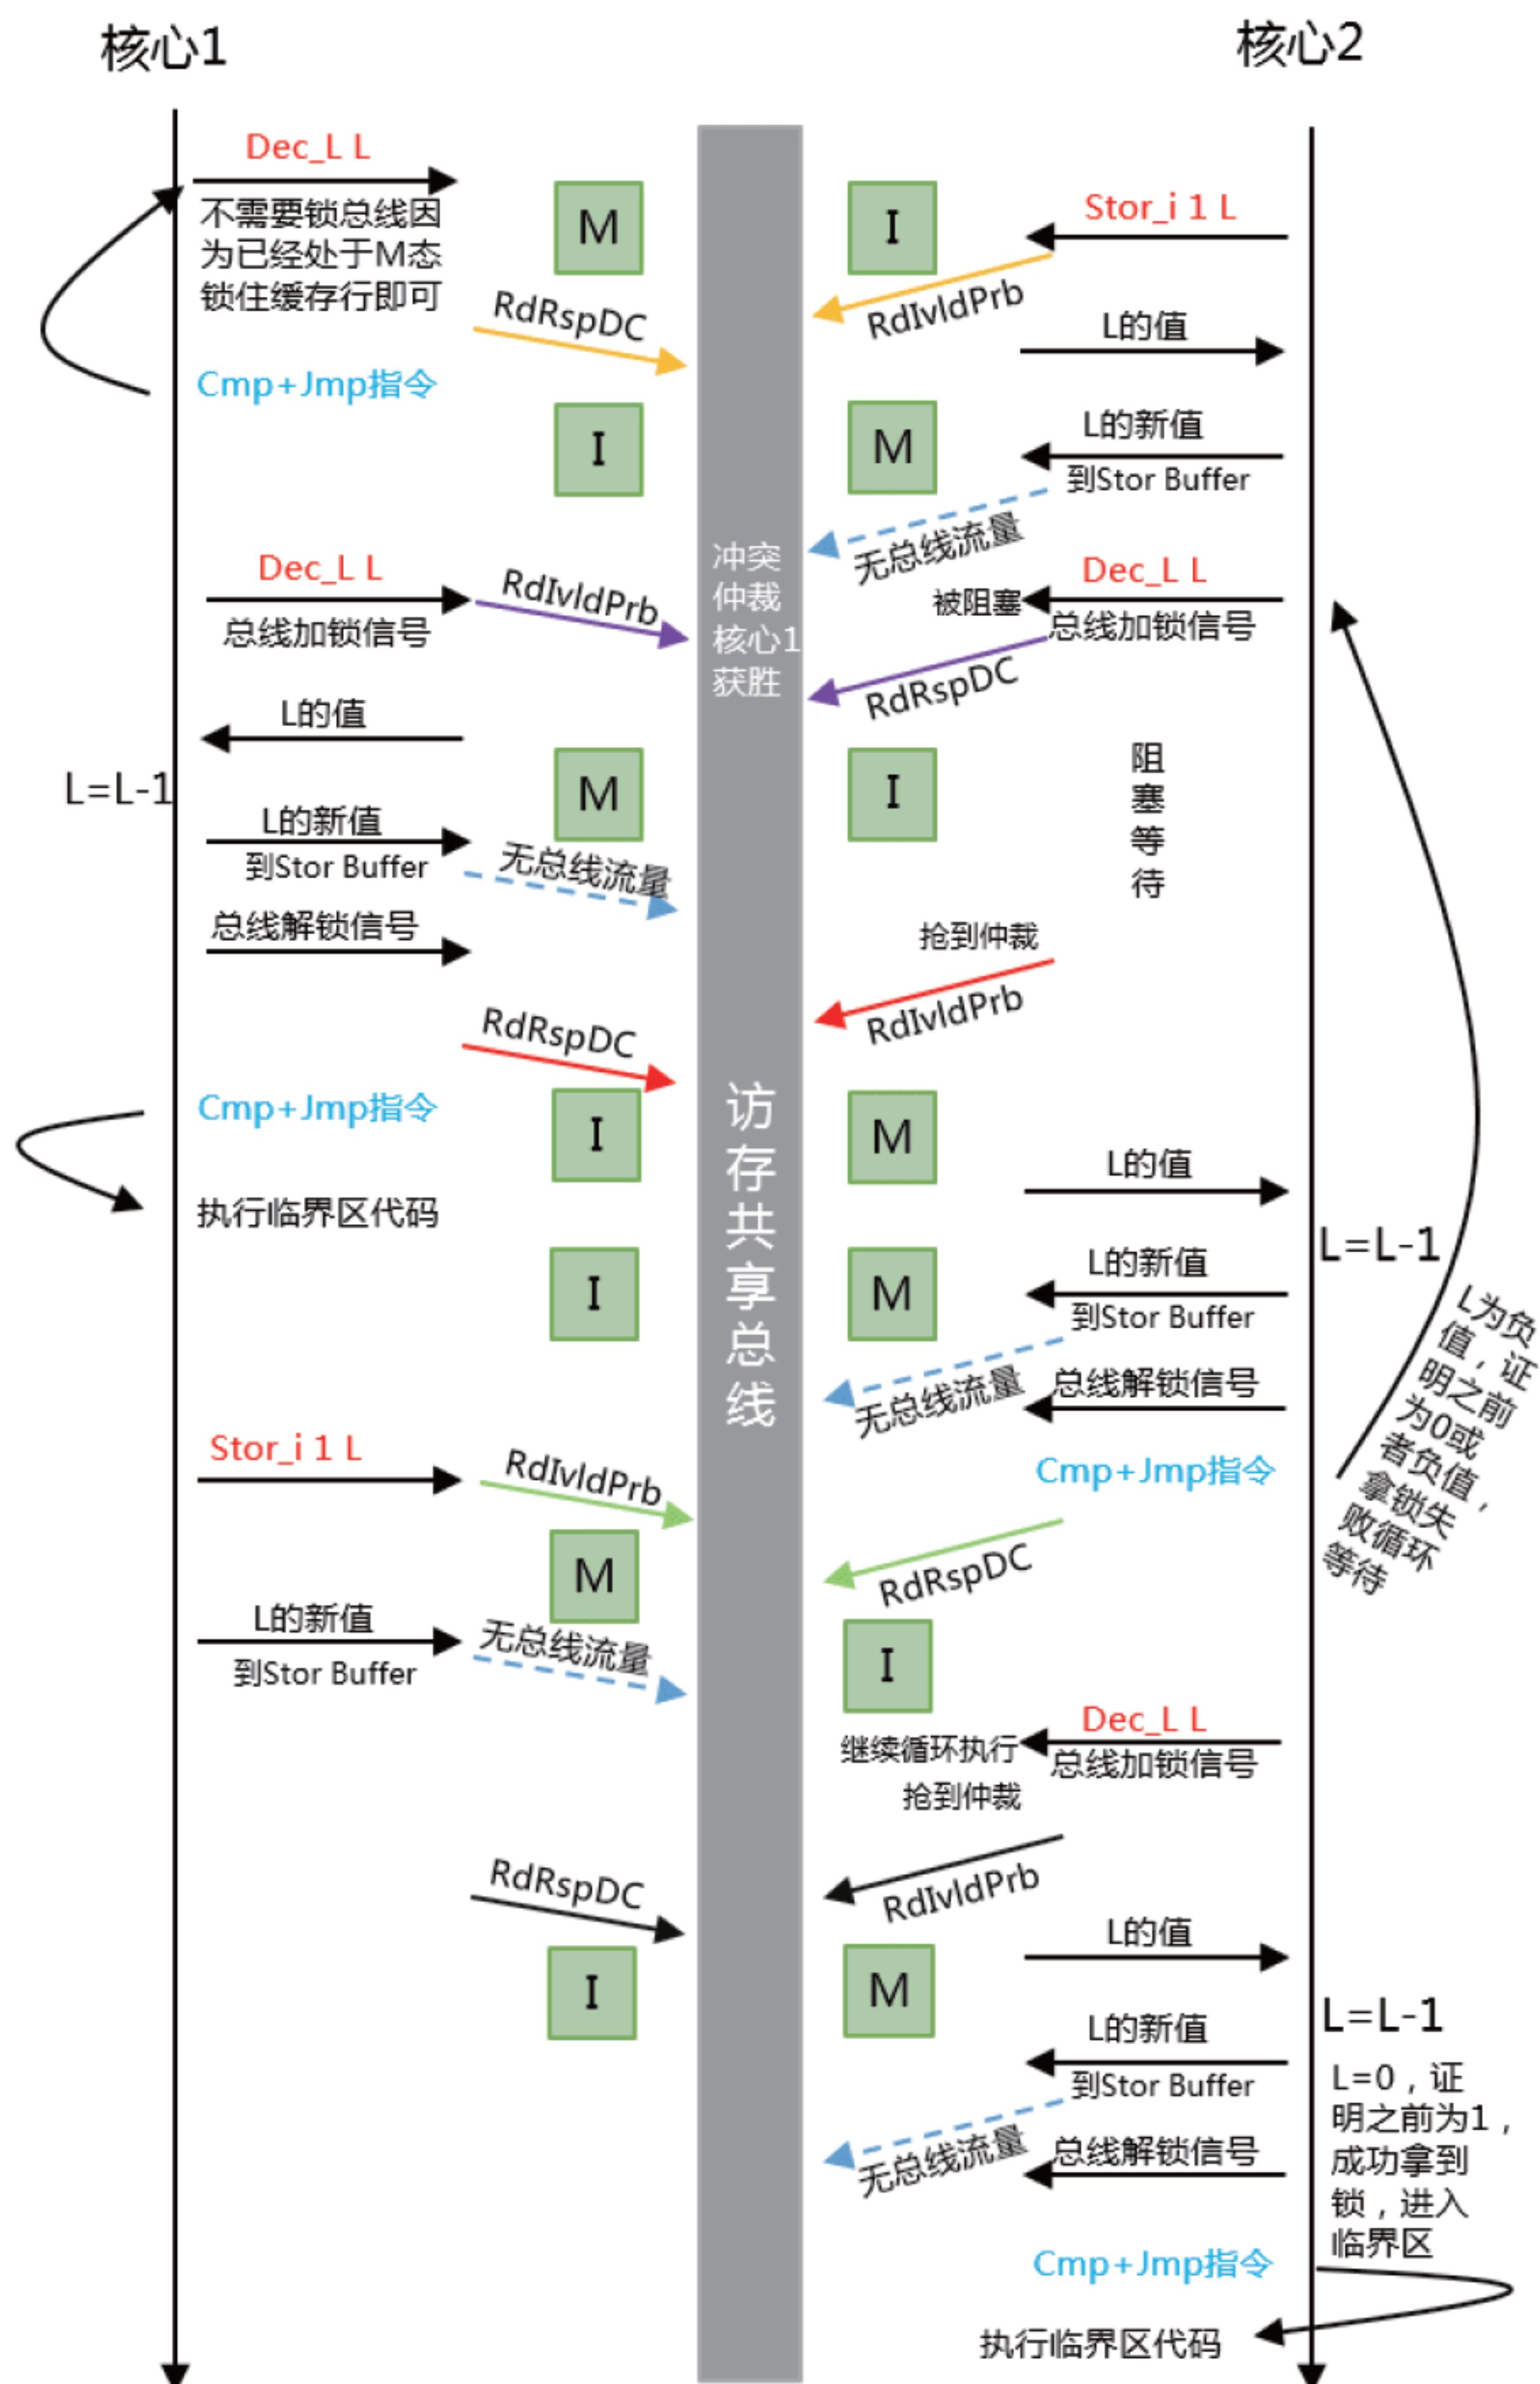 核心1
核心2
Dec_L L
不需要锁总线因
为已经处于M态
锁住缓存行即可
M
I
Stor_i 1 L
RdIvldPrb
RdRspDC
L的值
Cmp+Jmp指令
I
M
L的新值
到Stor Buffer
无总线流量
Dec_L L
总线加锁信号
RdIvldPrb
冲突
仲裁
核心1
获胜
Dec_L L
被阻塞
总线加锁信号
RdRspDC
L的值
L=L-1
M
I
阻
塞
等
待
L的新值
到Stor Buffer
无总线流量
总线解锁信号
抢到仲裁
RdIvldPrb
RdRspDC
访
存
共
享
总
线
Cmp+Jmp指令
I
M
L的值
执行临界区代码
L=L-1
I
M
L的新值
到Stor Buffer
无总线流量
总线解锁信号
L为负
值，证
明之前
为0或
者负值，
拿锁失
败循环
等待
Stor_i 1 L
RdIvldPrb
Cmp+Jmp指令
RdRspDC
M
L的新值
到Stor Buffer
无总线流量
I
Dec_L L
继续循环执行
总线加锁信号
抢到仲裁
RdIvldPrb
RdRspDC
L的值
I
M
L=L-1
L的新值
到Stor Buffer
无总线流量
总线解锁信号
L=0，证
明之前为1，
成功拿到
锁，进入
临界区
Cmp+Jmp指令
执行临界区代码